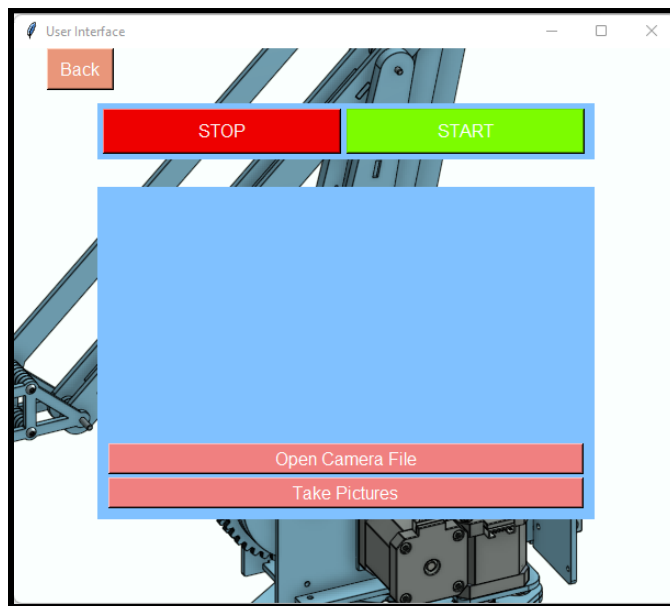 User Interface
Back
STOP
START
Open Camera File
Take Pictures